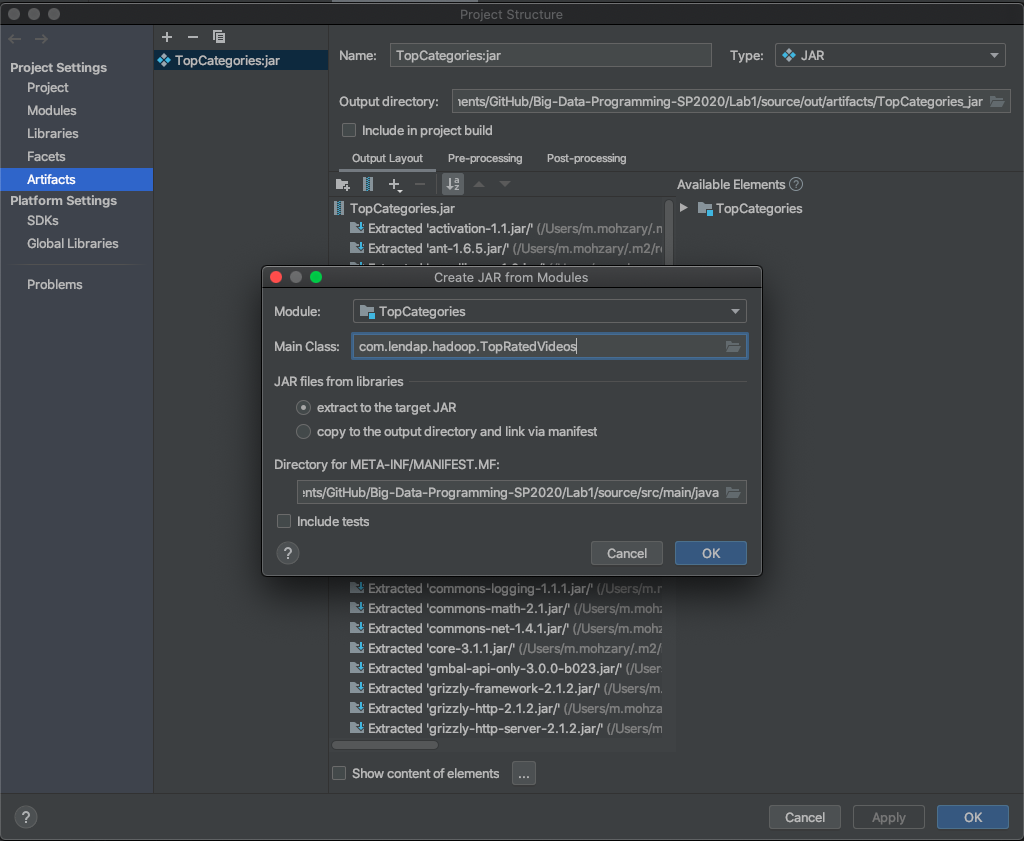 Project Structure
Project Settings
Project
Modules
Libraries
Facets
Artifacts
Platform Settings
SDKs
Global Libraries
Problems
TopCategories:jar
Name: TopCategories:jar Type: JAR
Output directory: nents/GitHub/Big-Data-Programming-SP2020/Lab1/source/out/artifacts/TopCategories_jar
Include in project build
Output Layout Pre-processing Post-processing
Available Elements ?
TopCategories.jar
TopCategories
Extracted 'activation-1.1.jar/' (/Users/m.mohzary/.m
Extracted 'ant-1.6.5.jar/' (/Users/m.mohzary/.m2/re
Create JAR from Modules
Module: TopCategories
Main Class: com.lendap.hadoop.TopRatedVideos
JAR files from libraries
extract to the target JAR
copy to the output directory and link via manifest
Directory for META-INF/MANIFEST.MF:
ents/GitHub/Big-Data-Programming-SP2020/Lab1/source/src/main/java
Include tests
? Cancel OK
Extracted 'commons-logging-1.1.1.jar/' (/Users/m.r
Extracted 'commons-math-2.1.jar/' (/Users/m.mohz
Extracted 'commons-net-1.4.1.jar/' (/Users/m.mohz
Extracted 'core-3.1.1.jar/' (/Users/m.mohzary/.m2/
Extracted 'gmbal-api-only-3.0.0-b023.jar/' (/User
Extracted 'grizzly-framework-2.1.2.jar/' (/Users/m.
Extracted 'grizzly-http-2.1.2.jar/' (/Users/m.mohza
Extracted 'grizzly-http-server-2.1.2.jar/' (/Users/m
Show content of elements ...
? Cancel Apply OK